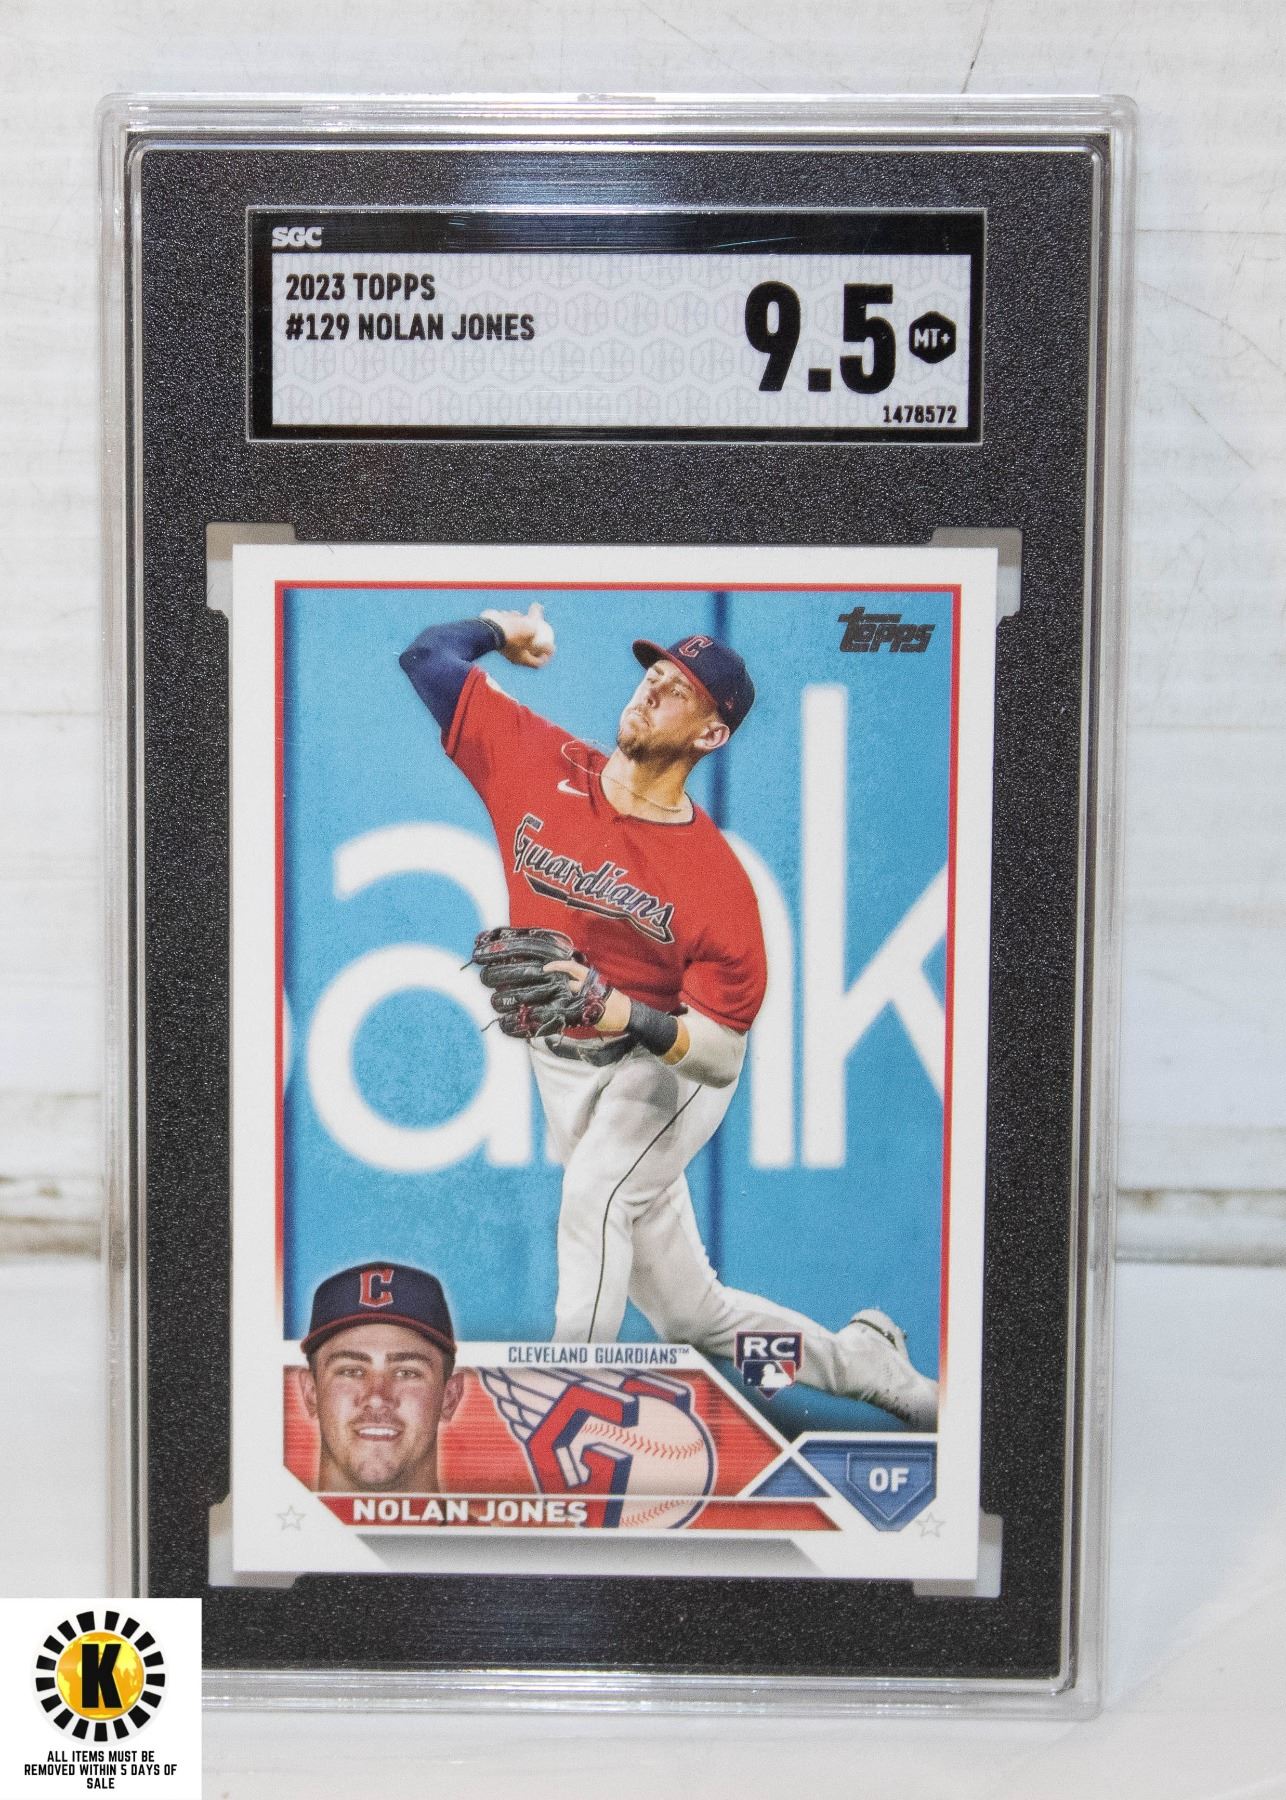 SGC
2023 TOPPS
#129 NOLAN JONES
9.5
MT+
1478572
topps
C
Guardians
ank
C
CLEVELAND GUARDIANS™
RC
OF
NOLAN JONES
K
ALL ITEMS MUST BE
REMOVED WITHIN 5 DAYS OF
SALE